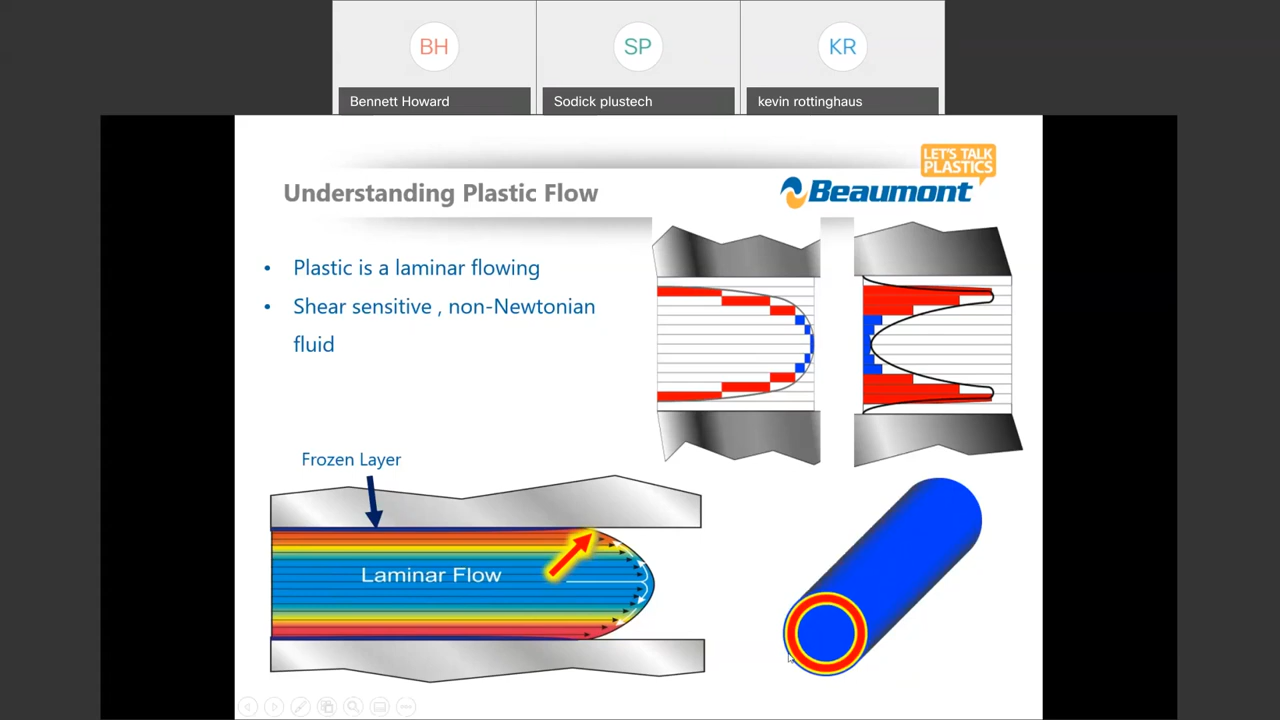 BH
SP
KR
Bennett Howard
Sodick plustech
kevin rottinghaus
LET'S TALK
PLASTICS
Understanding Plastic Flow
Beaumont
• Plastic is a laminar flowing
• Shear sensitive , non-Newtonian
fluid
Frozen Layer
Laminar Flow